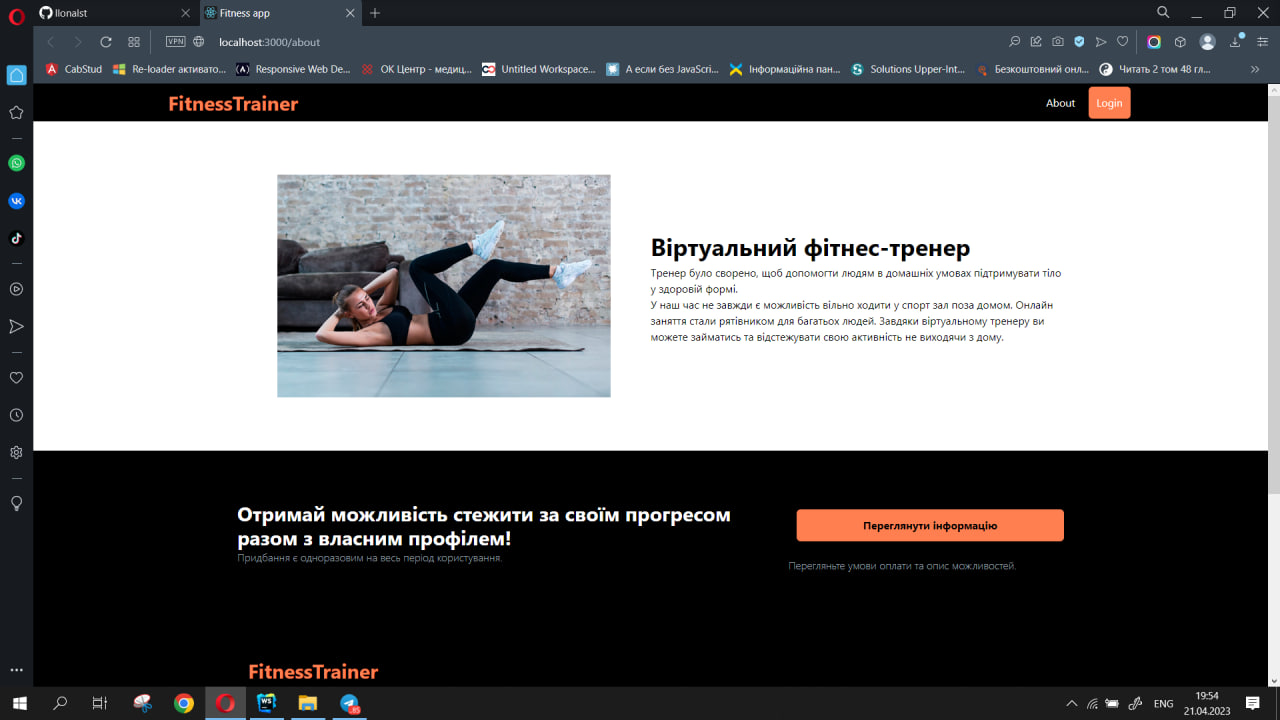 Ilonalst
Fitness app
VPN
localhost:3000/about
CabStud
Re-loader активато...
Responsive Web De...
ОК Центр - медиц...
Untitled Workspace...
А если без JavaScri...
Інформаційна пан...
Solutions Upper-Int...
Безкоштовний онл...
Читать 2 том 48 гл...
FitnessTrainer
About
Login
Віртуальний фітнес-тренер
Тренер було сворено, щоб допомогти людям в домашніх умовах підтримувати тіло
у здоровій формі.
У наш час не завжди є можливість вільно ходити у спорт зал поза домом. Онлайн
заняття стали рятівником для багатьох людей. Завдяки віртуальному тренеру ви
можете займатись та відстежувати свою активність не виходячи з дому.
Отримай можливість стежити за своїм прогресом
разом з власним профілем!
Придбання є одноразовим на весь період користування.
Переглянути інформацію
Перегляньте умови оплати та опис можливостей.
FitnessTrainer
WS
ENG
19:54
21.04.2023